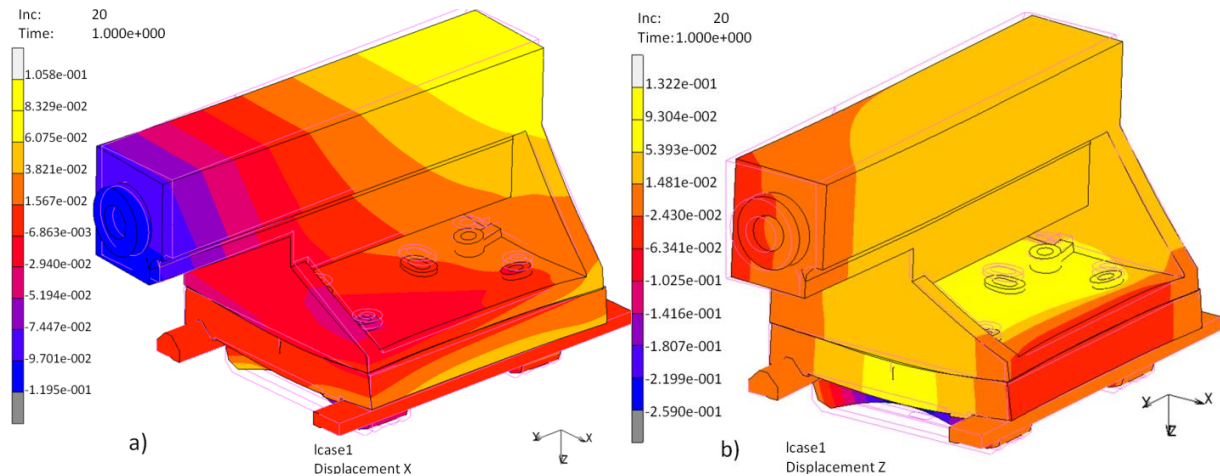 Inc: 20
Time: 1.000e+000
1.058e-001
8.329e-002
6.075e-002
3.821e-002
1.567e-002
-6.863e-003
-2.940e-002
-5.194e-002
-7.447e-002
-9.701e-002
-1.195e-001
a)
lcase1
Displacement X
Y
X
Z
Inc: 20
Time:1.000e+000
1.322e-001
9.304e-002
5.393e-002
1.481e-002
-2.430e-002
-6.341e-002
-1.025e-001
-1.416e-001
-1.807e-001
-2.199e-001
-2.590e-001
b)
lcase1
Displacement Z
Y
X
Z